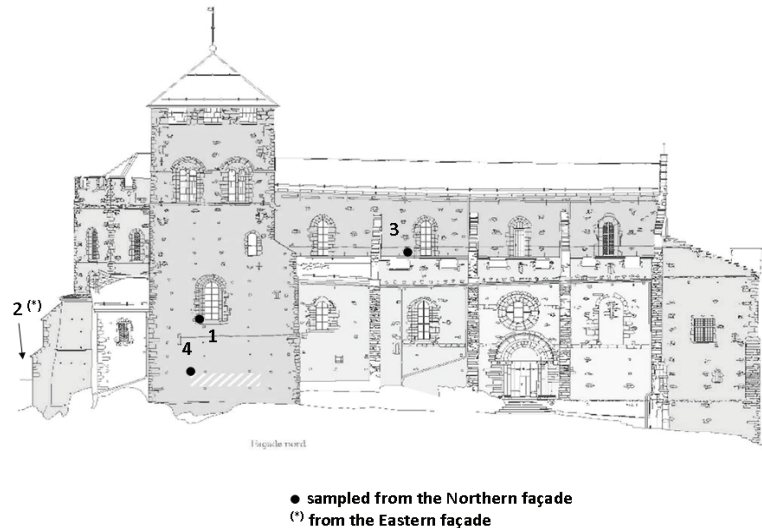 3
2 (*)
1
4
Façade nord
● sampled from the Northern façade
(*) from the Eastern façade